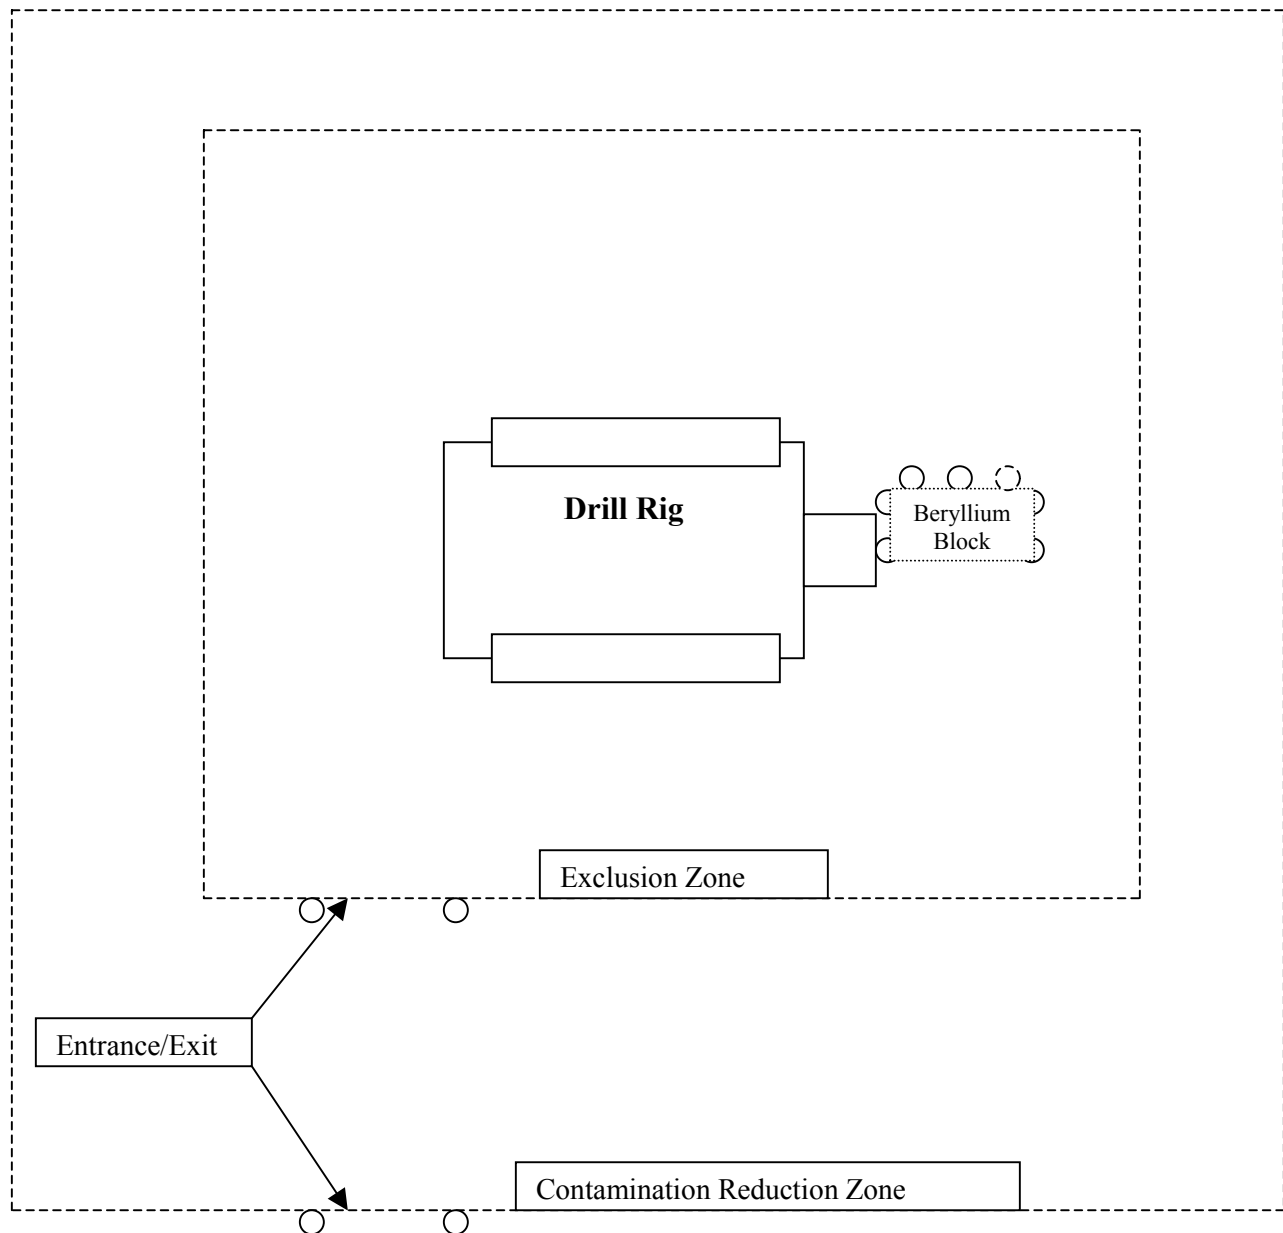 Drill Rig
Beryllium
Block
Exclusion Zone
Entrance/Exit
Contamination Reduction Zone